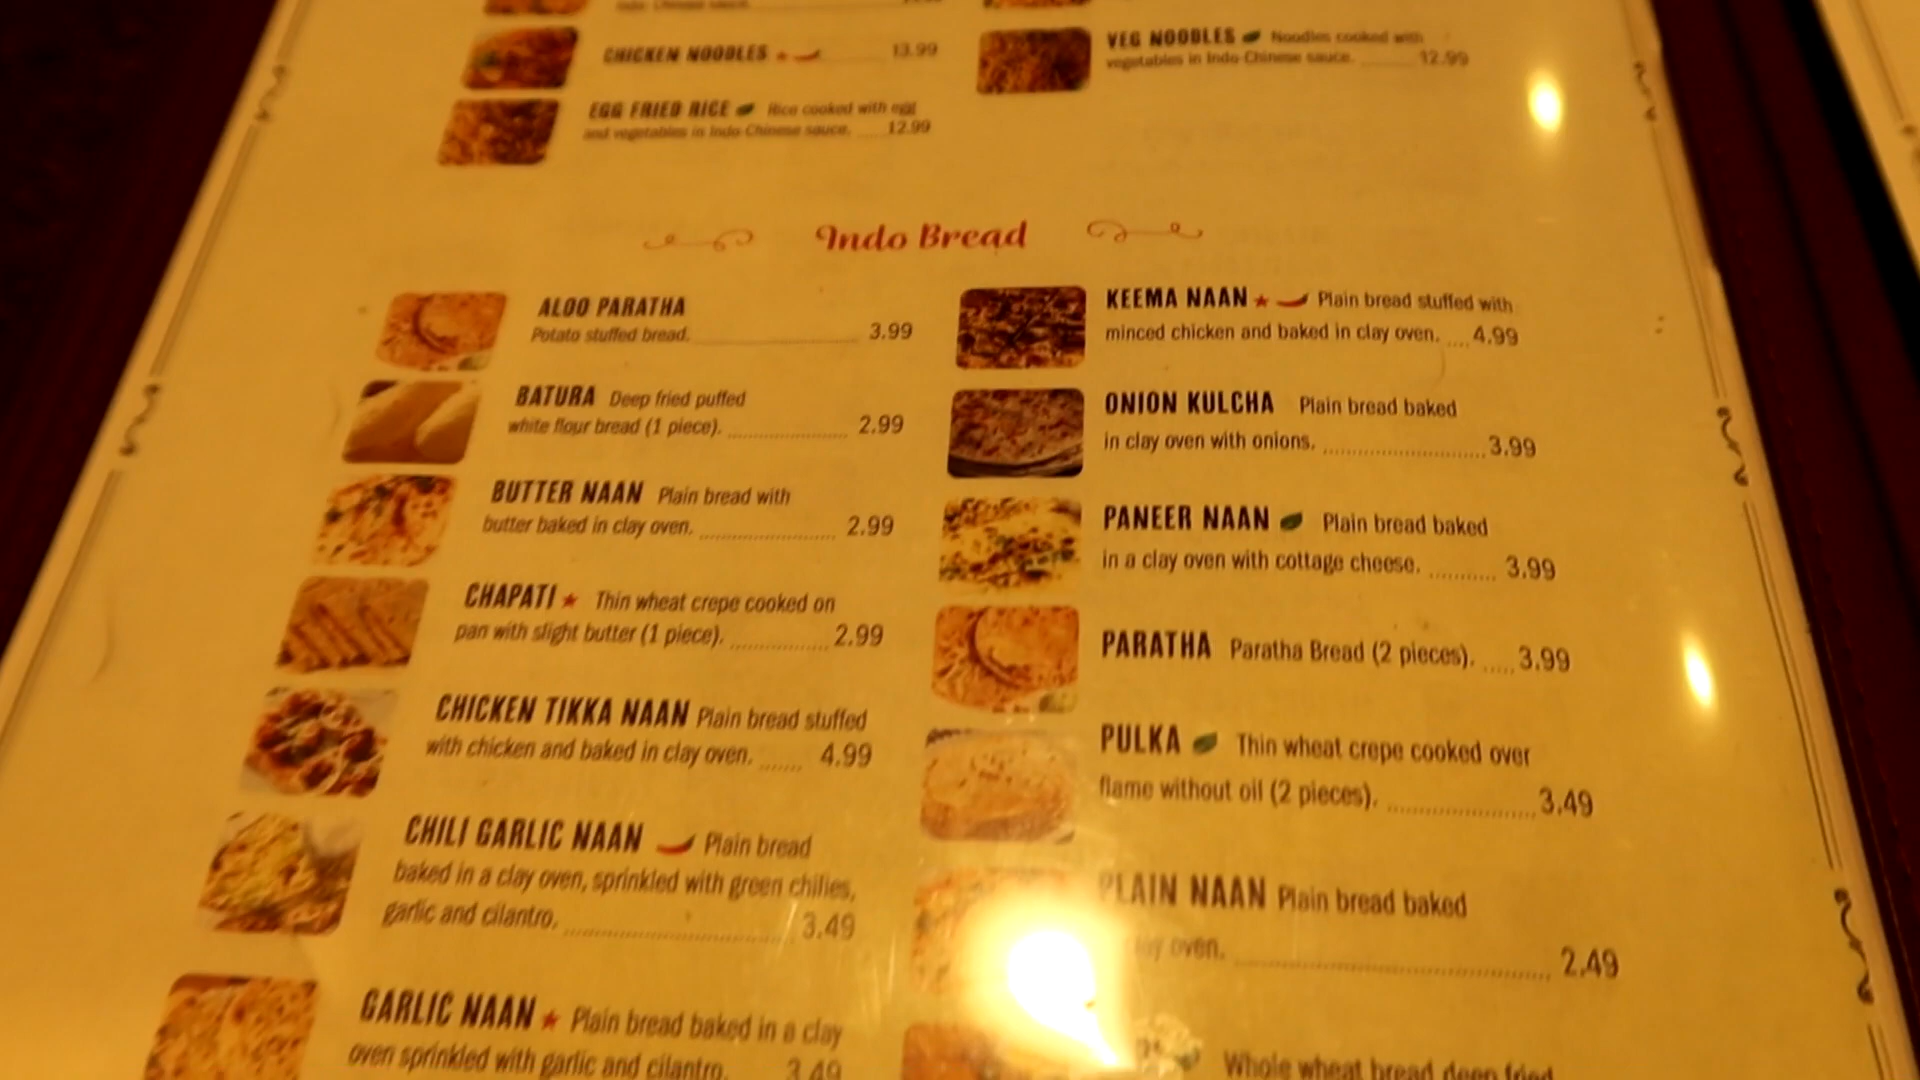 Indo-Chinese sauce.
CHICKEN NOODLES 13.99
EGG FRIED RICE Rice cooked with egg
and vegetables in Indo-Chinese sauce. 12.99
VEG NOODLES Noodles cooked with
vegetables in Indo-Chinese sauce. 12.99
Indo Bread
ALOO PARATHA
Potato stuffed bread. 3.99
BATURA Deep fried puffed
white flour bread (1 piece). 2.99
BUTTER NAAN Plain bread with
butter baked in clay oven. 2.99
CHAPATI Thin wheat crepe cooked on
pan with slight butter (1 piece). 2.99
CHICKEN TIKKA NAAN Plain bread stuffed
with chicken and baked in clay oven. 4.99
CHILI GARLIC NAAN Plain bread
baked in a clay oven, sprinkled with green chilies,
garlic and cilantro. 3.49
GARLIC NAAN Plain bread baked in a clay
oven sprinkled with garlic and cilantro. 3.49
KEEMA NAAN Plain bread stuffed with
minced chicken and baked in clay oven. 4.99
ONION KULCHA Plain bread baked
in clay oven with onions. 3.99
PANEER NAAN Plain bread baked
in a clay oven with cottage cheese. 3.99
PARATHA Paratha Bread (2 pieces). 3.99
PULKA Thin wheat crepe cooked over
flame without oil (2 pieces). 3.49
PLAIN NAAN Plain bread baked
oven. 2.49
Whole wheat bread deep fried